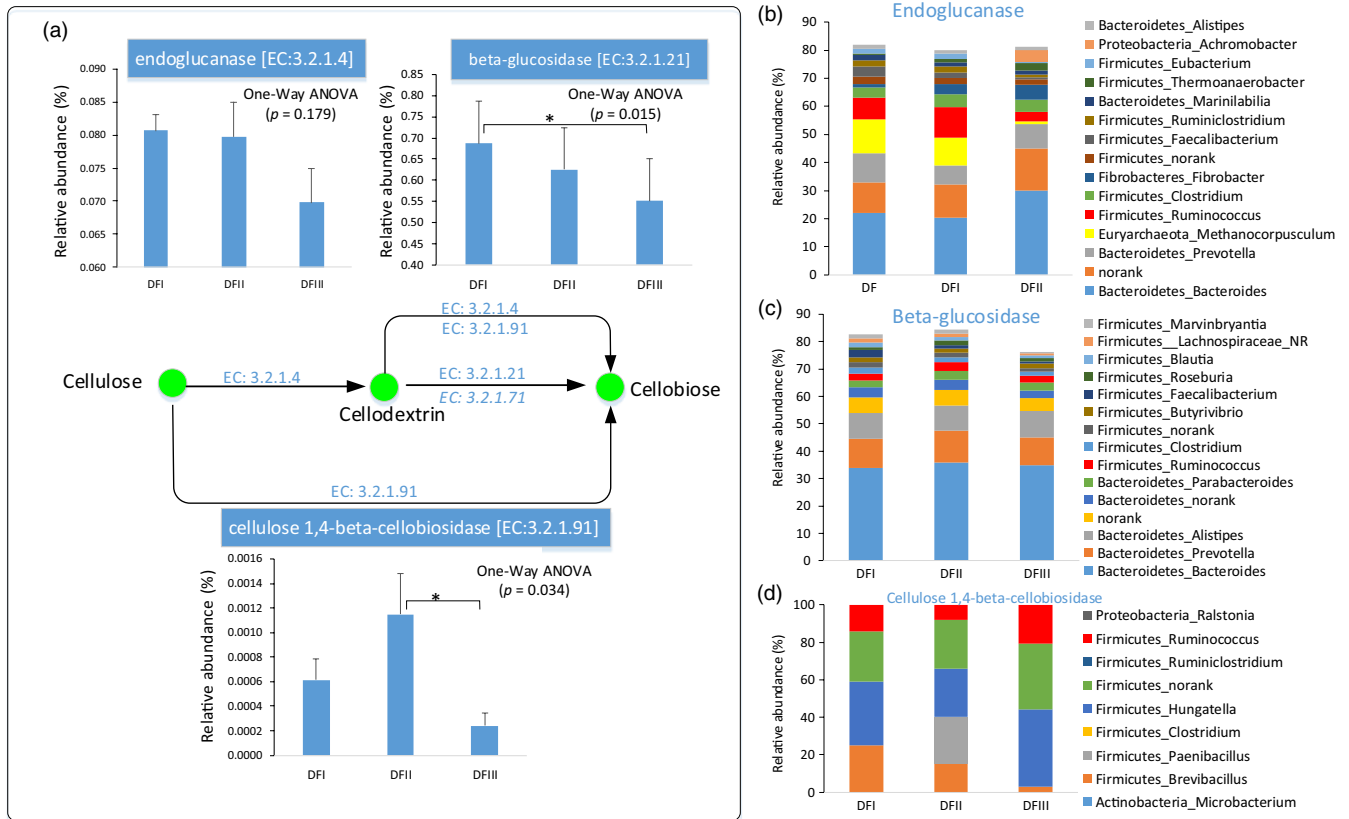 (a)
endoglucanase [EC:3.2.1.4]
Relative abundance (%)
0.090
0.085
0.080
0.075
0.070
0.065
0.060
One-Way ANOVA
(p = 0.179)
DFI DFII DFIII
beta-glucosidase [EC:3.2.1.21]
Relative abundance (%)
0.85
0.80
0.75
0.70
0.65
0.60
0.55
0.50
0.45
0.40
One-Way ANOVA
(p = 0.015)
*
DFI DFII DFIII
EC: 3.2.1.4
EC: 3.2.1.91
Cellulose
EC: 3.2.1.4
Cellodextrin
EC: 3.2.1.21
EC: 3.2.1.71
Cellobiose
EC: 3.2.1.91
cellulose 1,4-beta-cellobiosidase [EC:3.2.1.91]
Relative abundance (%)
0.0016
0.0014
0.0012
0.0010
0.0008
0.0006
0.0004
0.0002
0.0000
One-Way ANOVA
(p = 0.034)
*
DFI DFII DFIII
(b)
Endoglucanase
Relative abundance (%)
90
80
70
60
50
40
30
20
10
0
DF DFI DFII
Bacteroidetes_Alistipes
Proteobacteria_Achromobacter
Firmicutes_Eubacterium
Firmicutes_Thermoanaerobacter
Bacteroidetes_Marinilabilia
Firmicutes_Ruminiclostridium
Firmicutes_Faecalibacterium
Firmicutes_norank
Fibrobacteres_Fibrobacter
Firmicutes_Clostridium
Firmicutes_Ruminococcus
Euryarchaeota_Methanocorpusculum
Bacteroidetes_Prevotella
norank
Bacteroidetes_Bacteroides
(c)
Beta-glucosidase
Relative abundance (%)
90
80
70
60
50
40
30
20
10
0
DFI DFII DFIII
Firmicutes_Marvinbryantia
Firmicutes__Lachnospiraceae_NR
Firmicutes_Blautia
Firmicutes_Roseburia
Firmicutes_Faecalibacterium
Firmicutes_Butyrivibrio
Firmicutes_norank
Firmicutes_Clostridium
Firmicutes_Ruminococcus
Bacteroidetes_Parabacteroides
Bacteroidetes_norank
norank
Bacteroidetes_Alistipes
Bacteroidetes_Prevotella
Bacteroidetes_Bacteroides
(d)
Cellulose 1,4-beta-cellobiosidase
Relative abundance (%)
100
80
60
40
20
0
DFI DFII DFIII
Proteobacteria_Ralstonia
Firmicutes_Ruminococcus
Firmicutes_Ruminiclostridium
Firmicutes_norank
Firmicutes_Hungatella
Firmicutes_Clostridium
Firmicutes_Paenibacillus
Firmicutes_Brevibacillus
Actinobacteria_Microbacterium